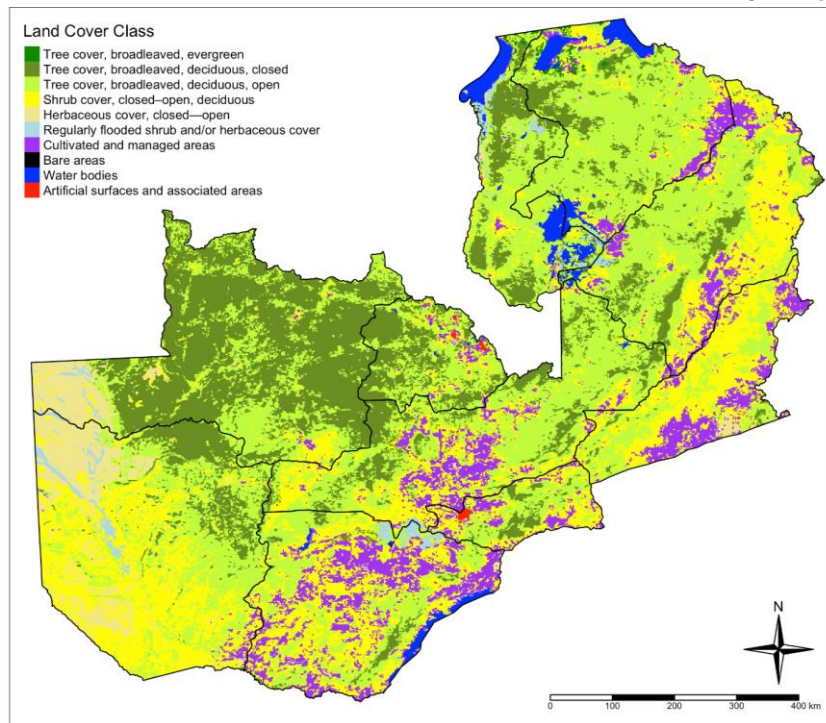 Land Cover Class
Tree cover, broadleaved, evergreen
Tree cover, broadleaved, deciduous, closed
Tree cover, broadleaved, deciduous, open
Shrub cover, closed–open, deciduous
Herbaceous cover, closed—open
Regularly flooded shrub and/or herbaceous cover
Cultivated and managed areas
Bare areas
Water bodies
Artificial surfaces and associated areas
N
0 100 200 300 400 km